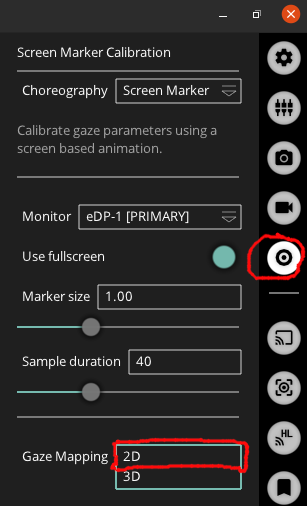 Screen Marker Calibration
Choreography Screen Marker
Calibrate gaze parameters using a
screen based animation.
Monitor eDP-1 [PRIMARY]
Use fullscreen
Marker size 1.00
Sample duration 40
HL
Gaze Mapping 2D
3D